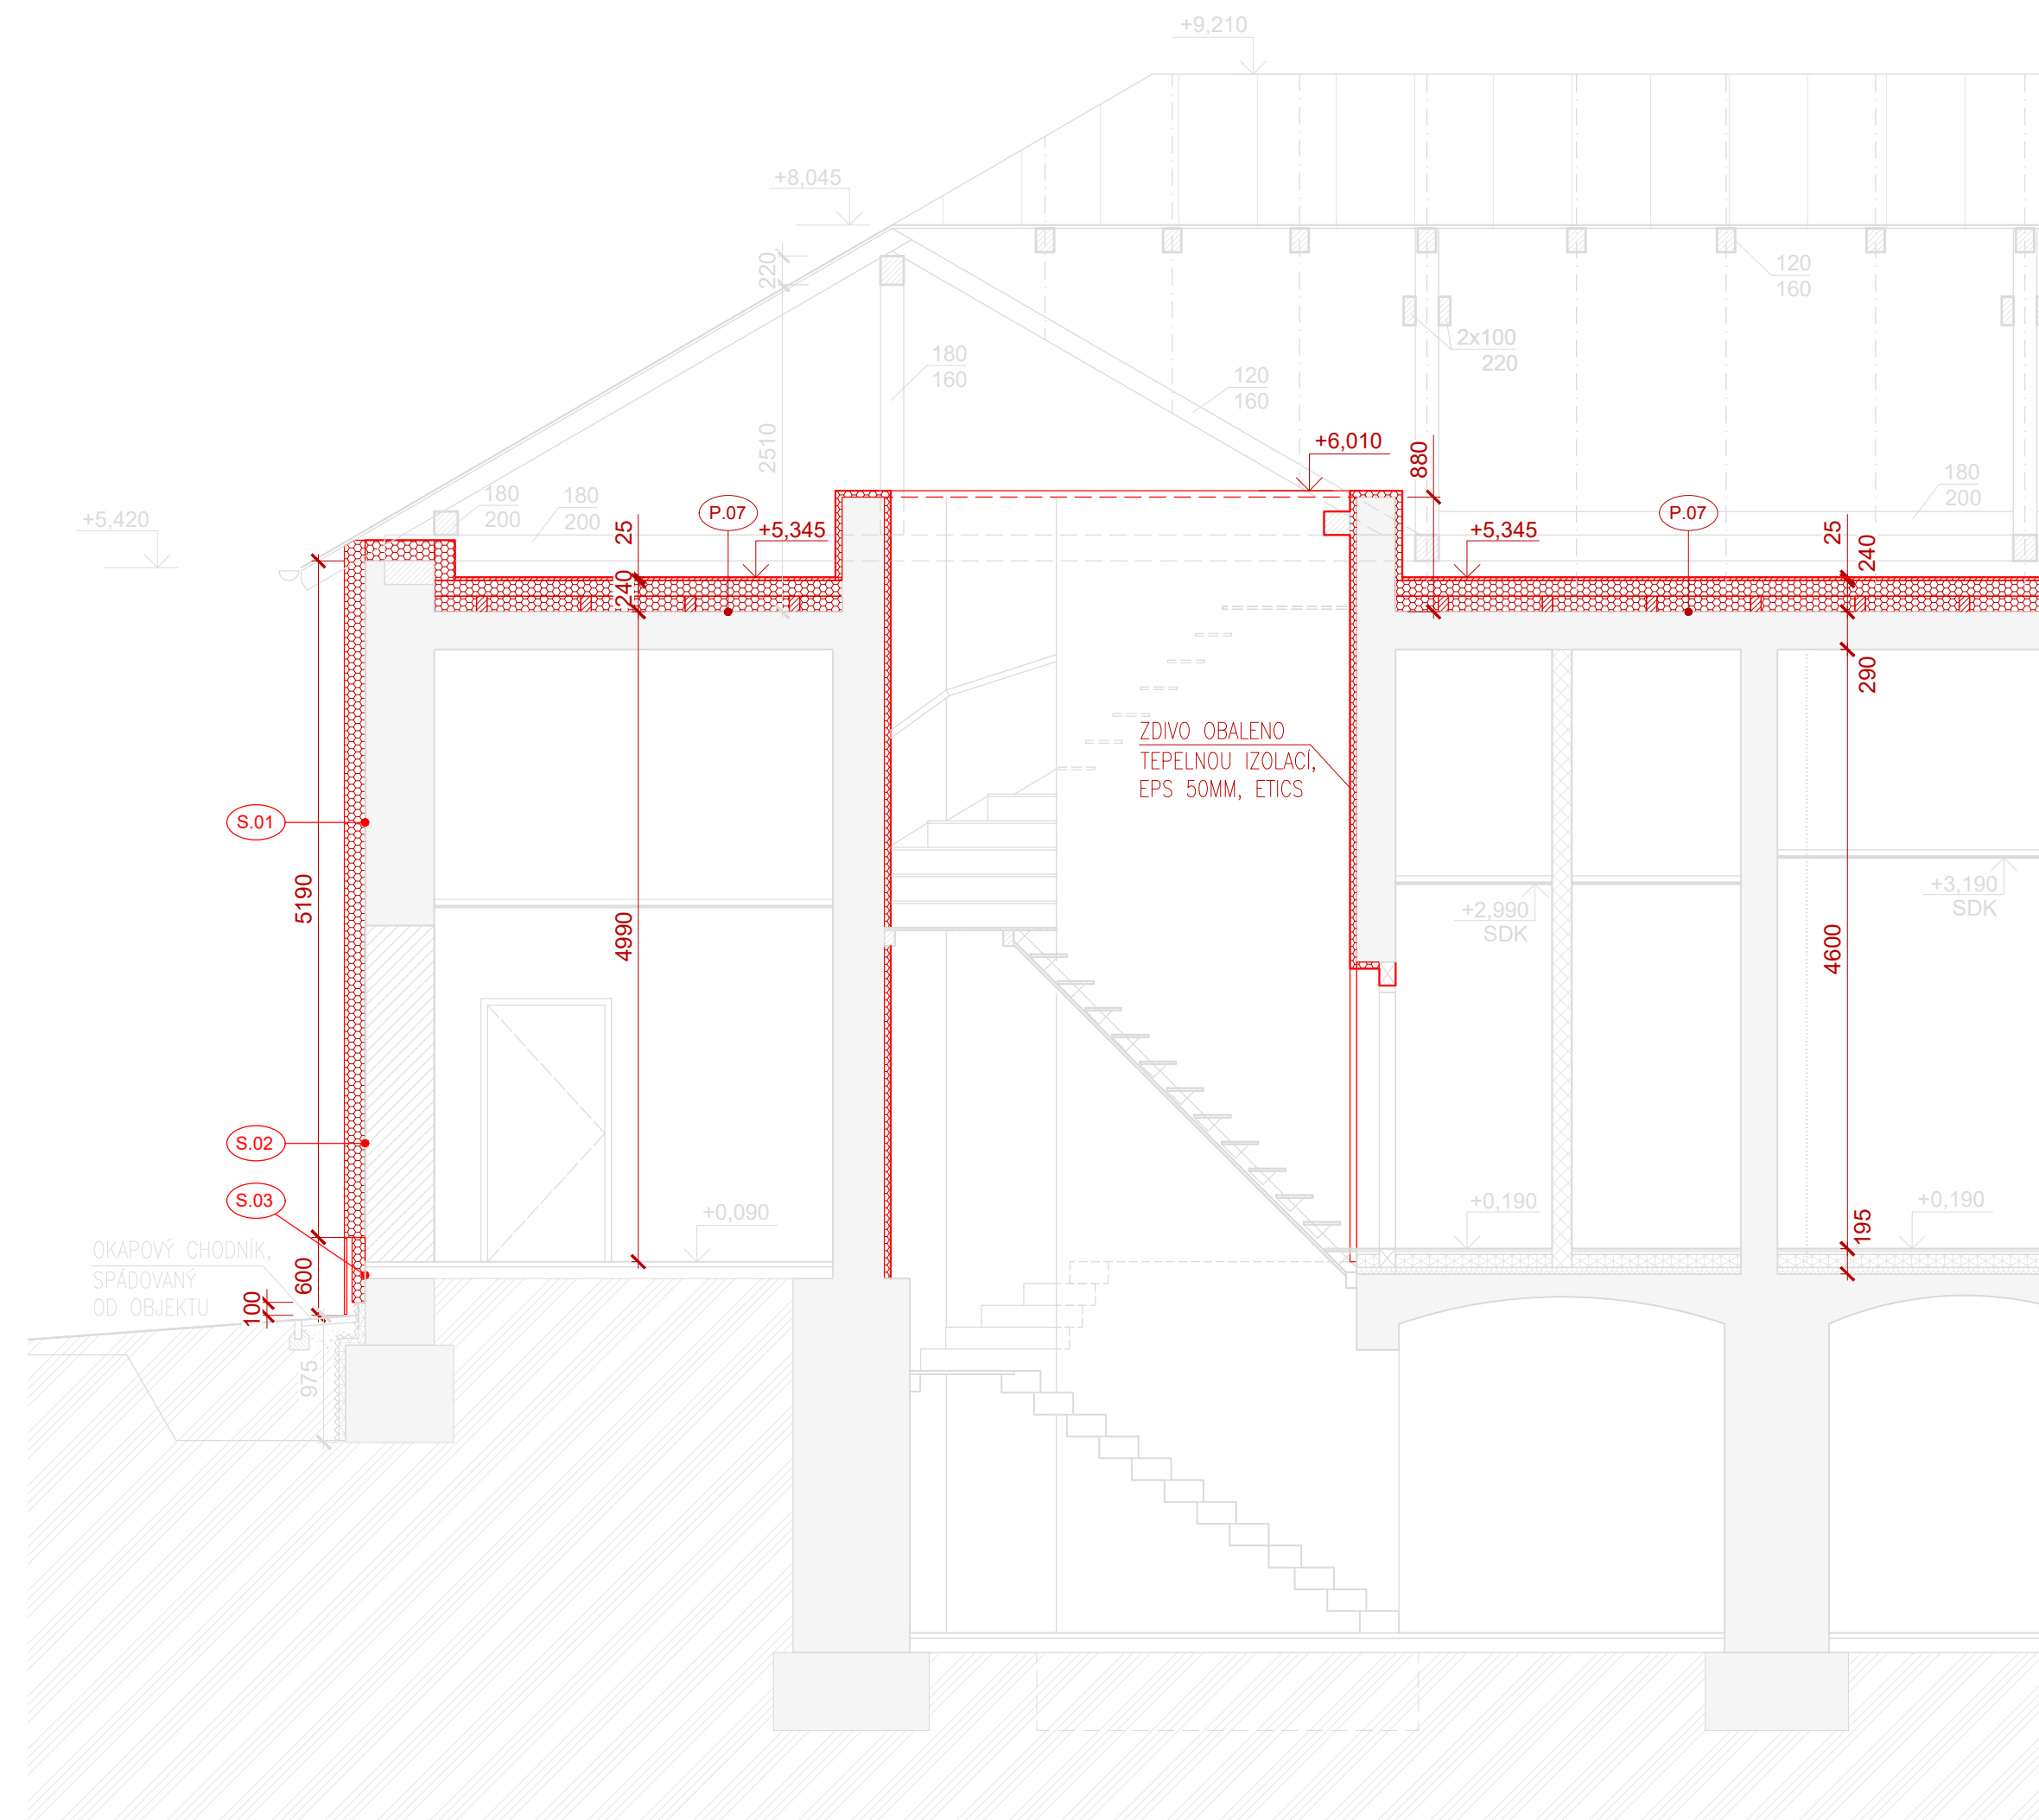 +9,210
+8,045
220
120
160
2x100
220
180
160
120
160
2510
+6,010
880
180
200
180
200
180
200
+5,420
P.07
+5,345
25
240
P.07
+5,345
25
240
290
ZDIVO OBALENO
TEPELNOU IZOLACÍ,
EPS 50MM, ETICS
S.01
5190
4990
+2,990
SDK
+3,190
SDK
4600
S.02
S.03
+0,090
+0,190
+0,190
195
OKAPOVÝ CHODNÍK,
SPÁDOVANÝ
OD OBJEKTU
600
100
975